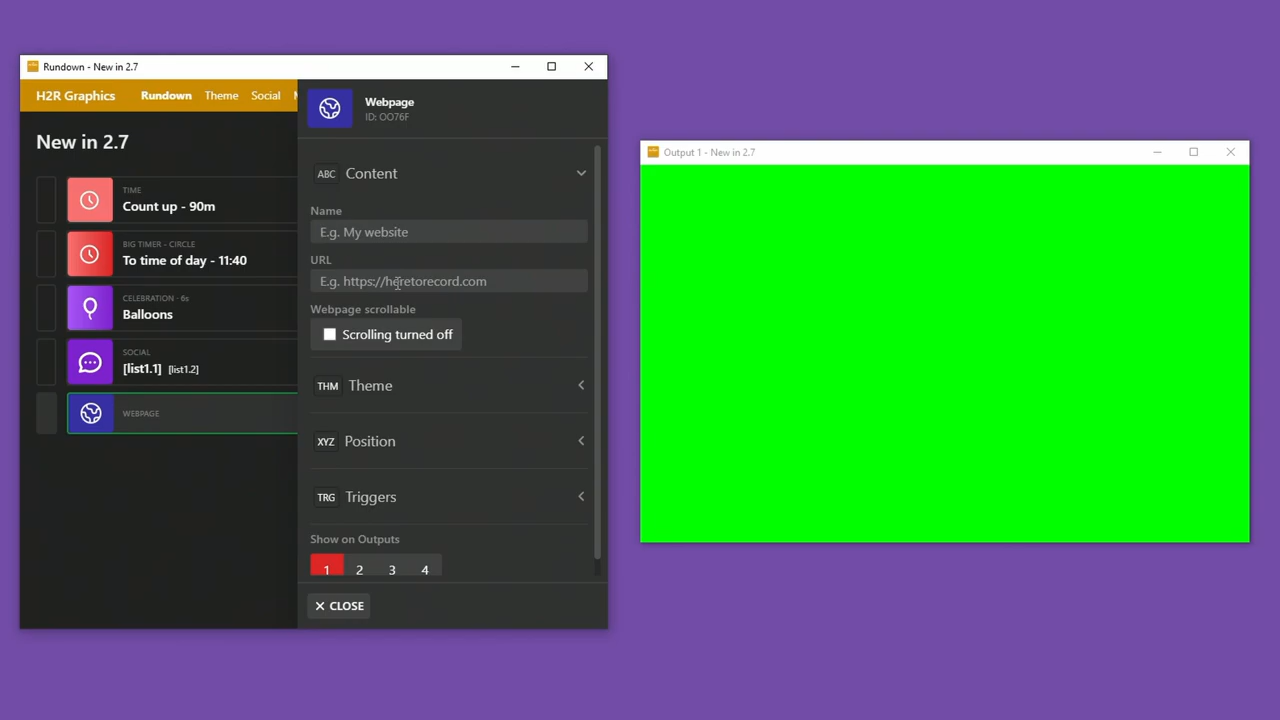 Rundown - New in 2.7
H2R Graphics
Rundown
Theme
Social
New in 2.7
TIME
Count up - 90m
BIG TIMER - CIRCLE
To time of day - 11:40
CELEBRATION - 6s
Balloons
SOCIAL
[list1.1] [list1.2]
WEBPAGE
Webpage
ID: OO76F
ABC Content
Name
E.g. My website
URL
E.g. https://heretorecord.com
Webpage scrollable
Scrolling turned off
THM Theme
XYZ Position
TRG Triggers
Show on Outputs
1 2 3 4
CLOSE
Output 1 - New in 2.7